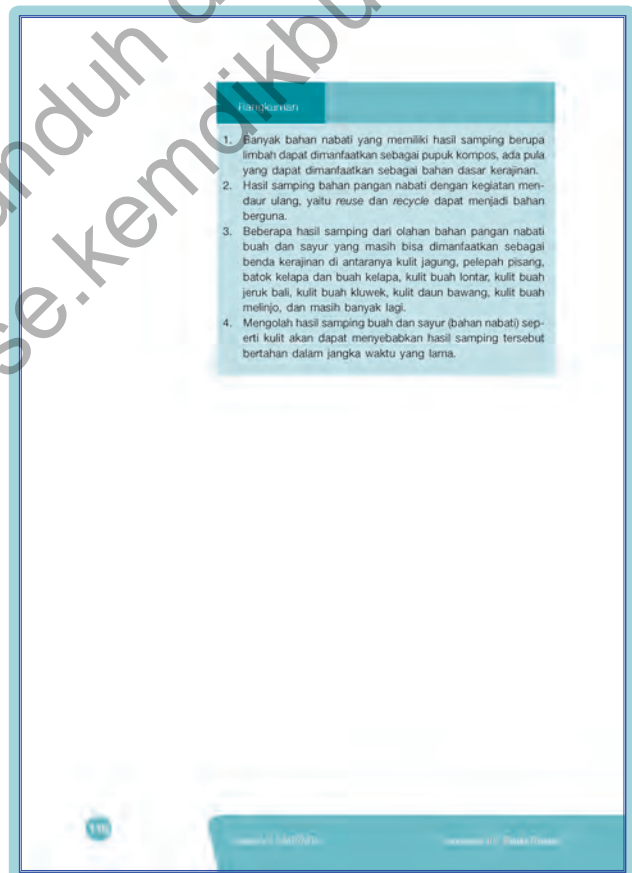 Rangkuman
1. Banyak bahan nabati yang memiliki hasil samping berupa
limbah dapat dimanfaatkan sebagai pupuk kompos, ada pula
yang dapat dimanfaatkan sebagai bahan dasar kerajinan.
2. Hasil samping bahan pangan nabati dengan kegiatan men-
daur ulang, yaitu reuse dan recycle dapat menjadi bahan
berguna.
3. Beberapa hasil samping dari olahan bahan pangan nabati
buah dan sayur yang masih bisa dimanfaatkan sebagai
benda kerajinan di antaranya kulit jagung, pelepah pisang,
batok kelapa dan buah kelapa, kulit buah lontar, kulit buah
jeruk bali, kulit buah kluwek, kulit daun bawang, kulit buah
melinjo, dan masih banyak lagi.
4. Mengolah hasil samping buah dan sayur (bahan nabati) sep-
erti kulit akan dapat menyebabkan hasil samping tersebut
bertahan dalam jangka waktu yang lama.